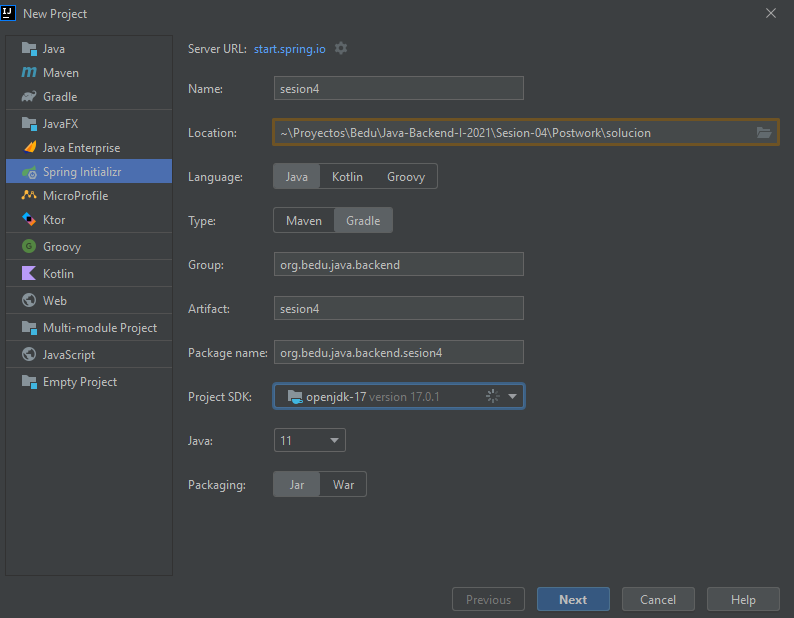 New Project
Java
Maven
Gradle
JavaFX
Java Enterprise
Spring Initializr
MicroProfile
Ktor
Groovy
Kotlin
Web
Multi-module Project
JavaScript
Empty Project
Server URL: start.spring.io
Name: sesion4
Location: ~\Proyectos\Bedu\Java-Backend-I-2021\Sesion-04\Postwork\solucion
Language: Java Kotlin Groovy
Type: Maven Gradle
Group: org.bedu.java.backend
Artifact: sesion4
Package name: org.bedu.java.backend.sesion4
Project SDK: openjdk-17 version 17.0.1
Java: 11
Packaging: Jar War
Previous Next Cancel Help